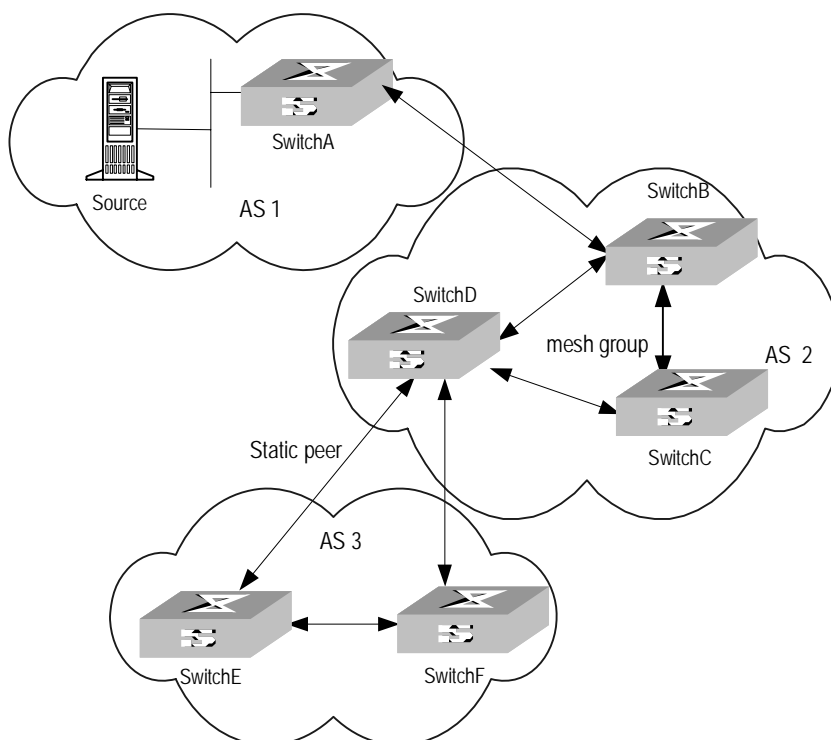 SwitchA
Source
AS 1
SwitchB
SwitchD
mesh group
AS 2
SwitchC
Static peer
AS 3
SwitchE
SwitchF